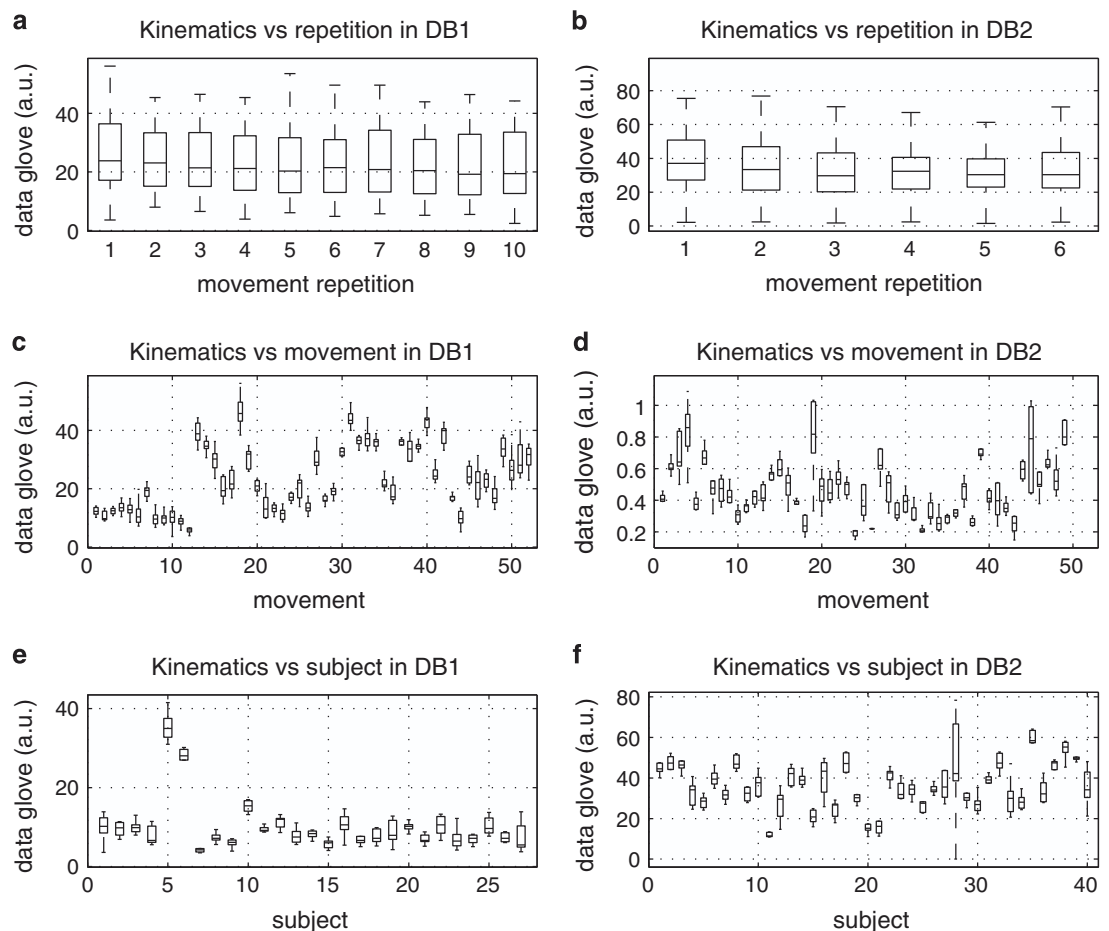 a Kinematics vs repetition in DB1
data glove (a.u.)
40
20
0
1 2 3 4 5 6 7 8 9 10
movement repetition
b Kinematics vs repetition in DB2
data glove (a.u.)
80
60
40
20
0
1 2 3 4 5 6
movement repetition
c Kinematics vs movement in DB1
data glove (a.u.)
40
20
0
0 10 20 30 40 50
movement
d Kinematics vs movement in DB2
data glove (a.u.)
1
0.8
0.6
0.4
0.2
0 10 20 30 40 50
movement
e Kinematics vs subject in DB1
data glove (a.u.)
40
20
0
0 5 10 15 20 25
subject
f Kinematics vs subject in DB2
data glove (a.u.)
80
60
40
20
0
0 10 20 30 40
subject